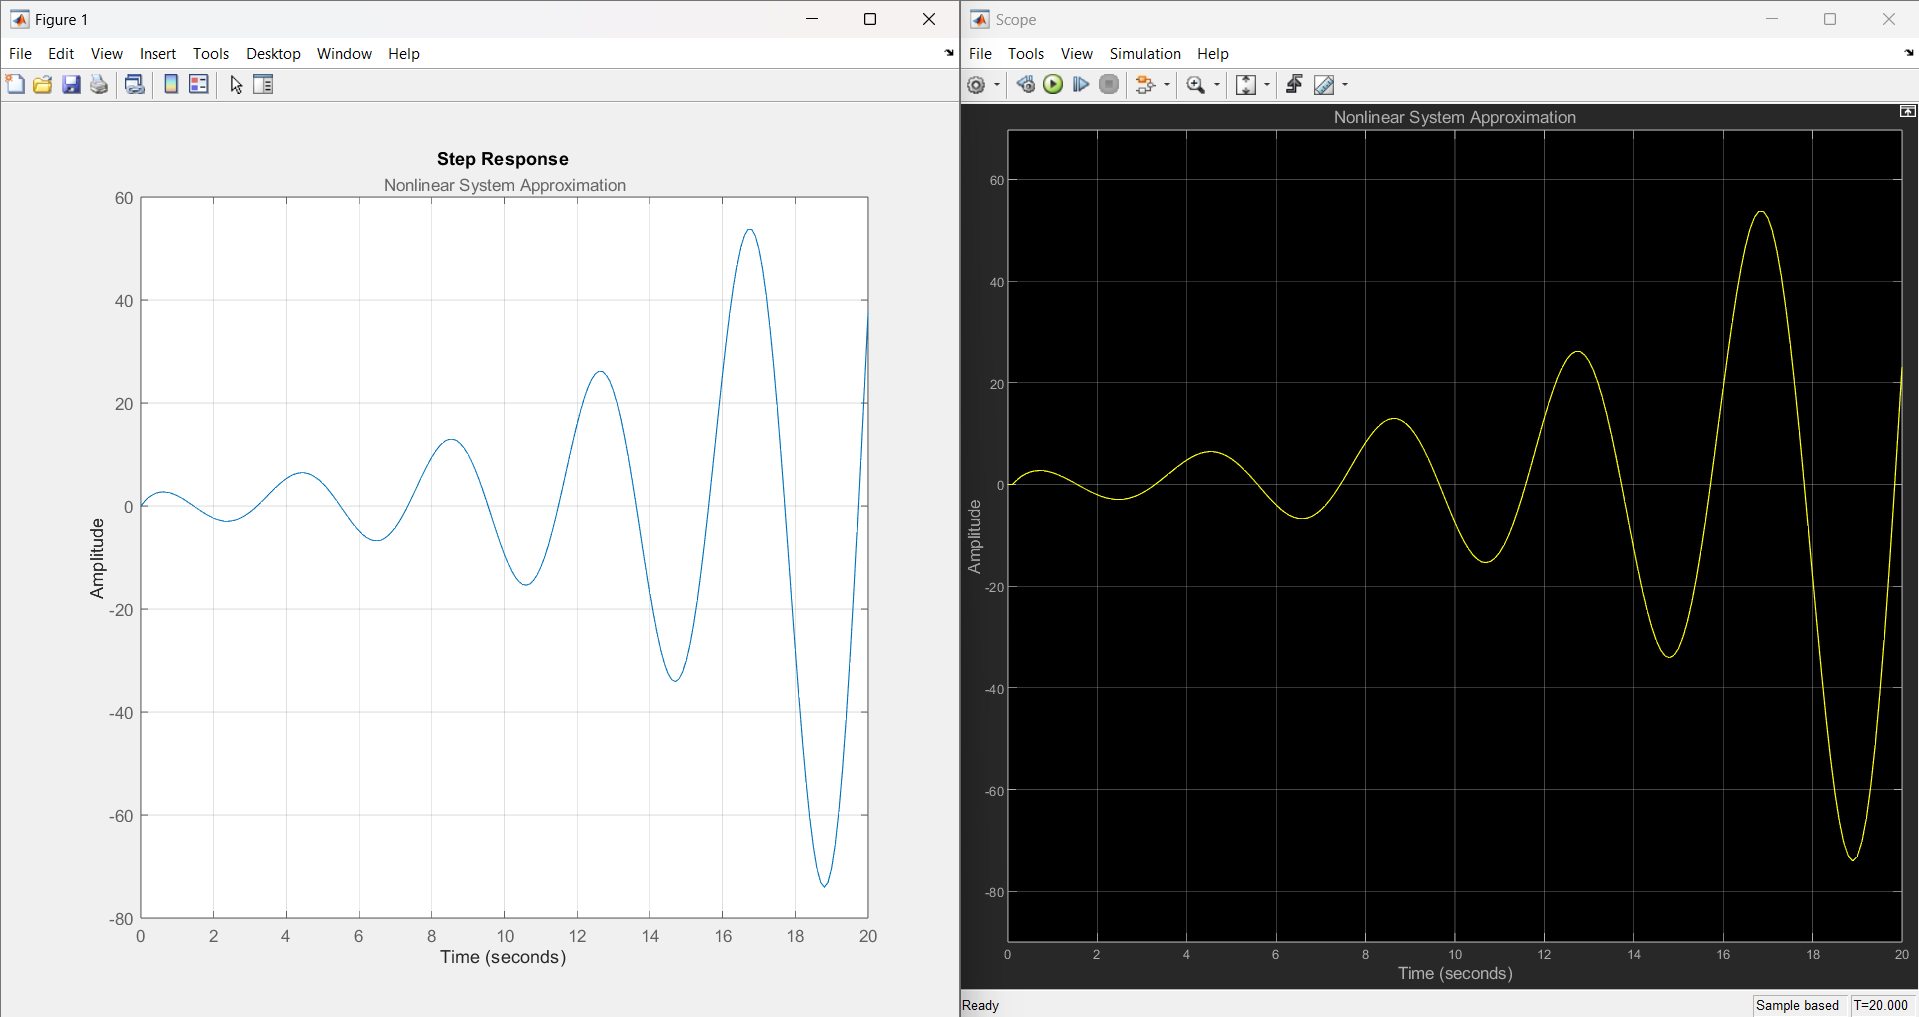 Figure 1
File Edit View Insert Tools Desktop Window Help
Step Response
Nonlinear System Approximation
60
40
20
0
-20
-40
-60
-80
Amplitude
0 2 4 6 8 10 12 14 16 18 20
Time (seconds)
Scope
File Tools View Simulation Help
Nonlinear System Approximation
60
40
20
0
-20
-40
-60
-80
Amplitude
0 2 4 6 8 10 12 14 16 18 20
Time (seconds)
Ready Sample based T=20.000